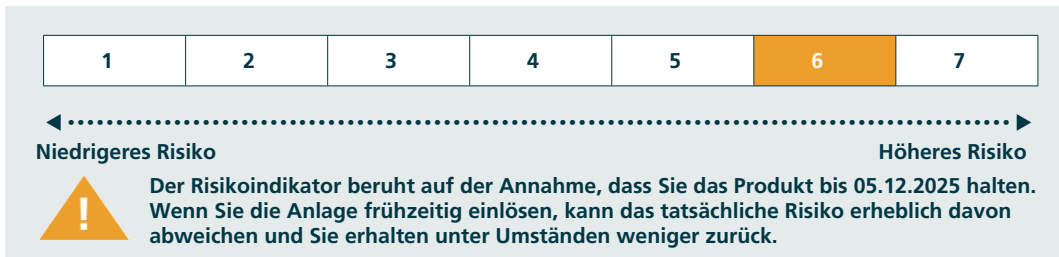 1 2 3 4 5 6 7
Niedrigeres Risiko Höheres Risiko
!
Der Risikoindikator beruht auf der Annahme, dass Sie das Produkt bis 05.12.2025 halten.
Wenn Sie die Anlage frühzeitig einlösen, kann das tatsächliche Risiko erheblich davon
abweichen und Sie erhalten unter Umständen weniger zurück.